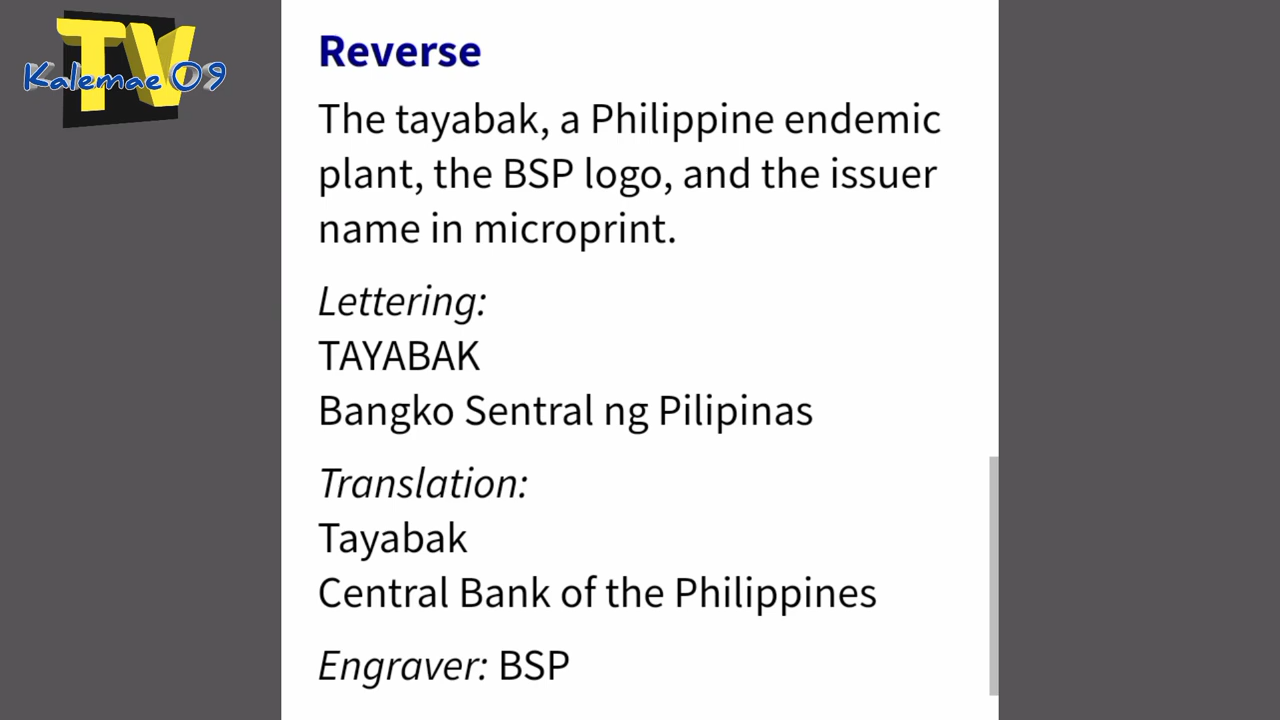 TV
Kalemae 09
Reverse
The tayabak, a Philippine endemic
plant, the BSP logo, and the issuer
name in microprint.
Lettering:
TAYABAK
Bangko Sentral ng Pilipinas
Translation:
Tayabak
Central Bank of the Philippines
Engraver: BSP